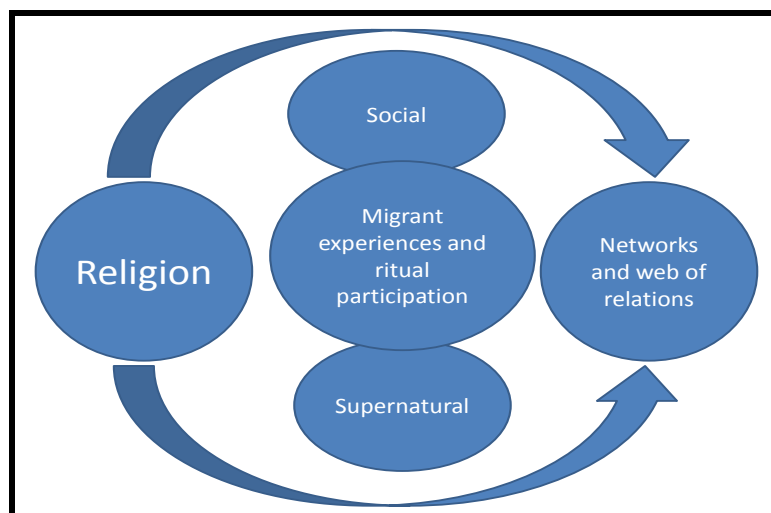 Social
Religion
Migrant
experiences and
ritual
participation
Networks
and web of
relations
Supernatural